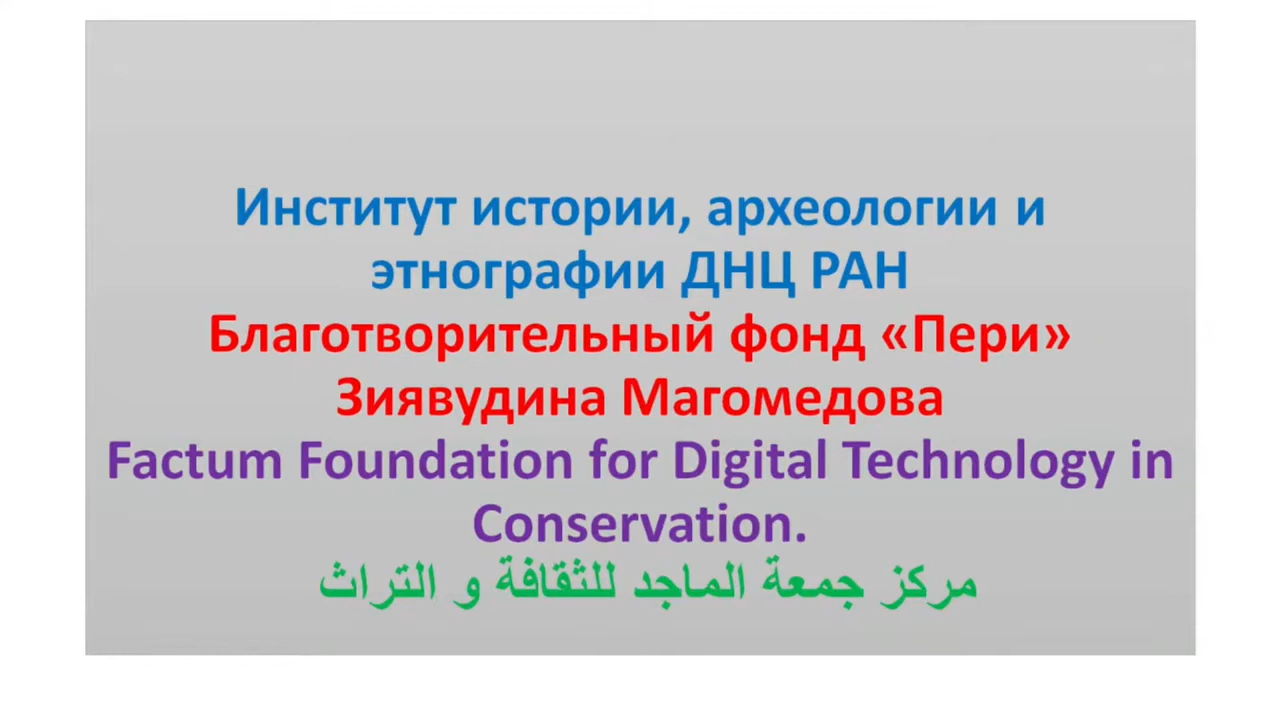 Институт истории, археологии и
этнографии ДНЦ РАН
Благотворительный фонд «Пери»
Зиявудина Магомедова
Factum Foundation for Digital Technology in
Conservation.
مركز جمعة الماجد للثقافة و التراث